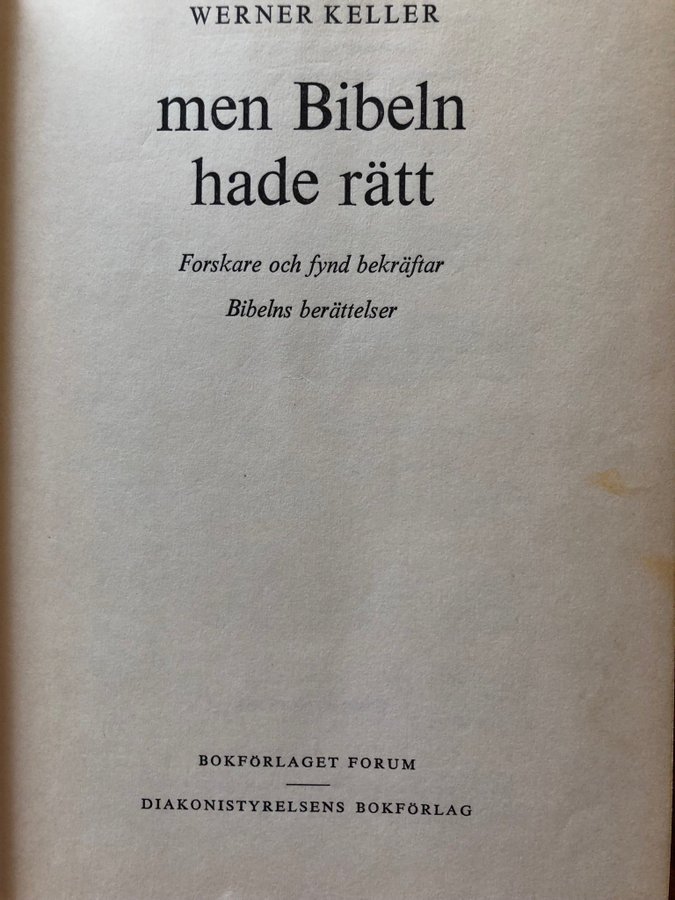 WERNER KELLER
men Bibeln
hade rätt
Forskare och fynd bekräftar
Bibelns berättelser
BOKFÖRLAGET FORUM
DIAKONISTYRELSENS BOKFÖRLAG